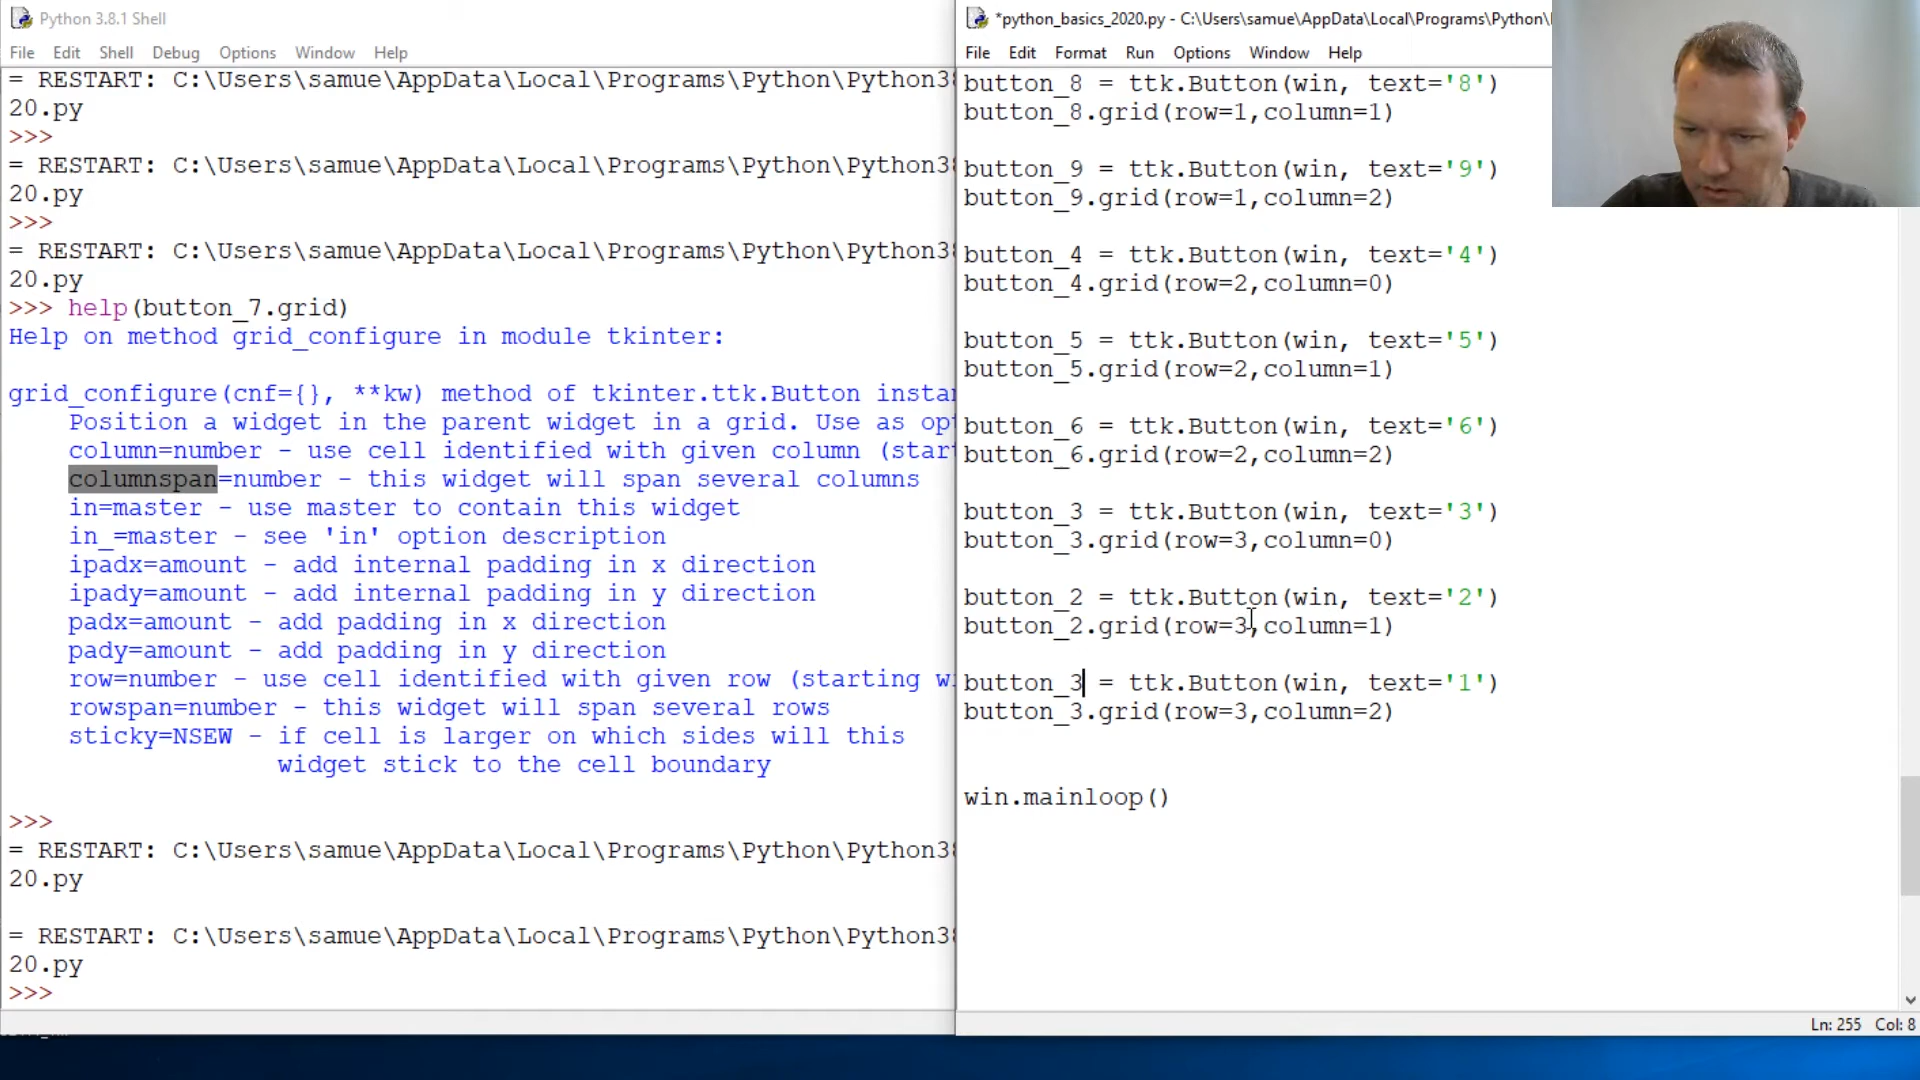 Python 3.8.1 Shell
File Edit Shell Debug Options Window Help
= RESTART: C:\Users\samue\AppData\Local\Programs\Python\Python38
20.py
>>>
= RESTART: C:\Users\samue\AppData\Local\Programs\Python\Python38
20.py
>>>
= RESTART: C:\Users\samue\AppData\Local\Programs\Python\Python38
20.py
>>> help(button_7.grid)
Help on method grid_configure in module tkinter:
grid_configure(cnf={}, **kw) method of tkinter.ttk.Button instan
Position a widget in the parent widget in a grid. Use as opt
column=number - use cell identified with given column (start
columnspan=number - this widget will span several columns
in=master - use master to contain this widget
in_=master - see 'in' option description
ipadx=amount - add internal padding in x direction
ipady=amount - add internal padding in y direction
padx=amount - add padding in x direction
pady=amount - add padding in y direction
row=number - use cell identified with given row (starting wi
rowspan=number - this widget will span several rows
sticky=NSEW - if cell is larger on which sides will this
widget stick to the cell boundary
>>>
= RESTART: C:\Users\samue\AppData\Local\Programs\Python\Python38
20.py
= RESTART: C:\Users\samue\AppData\Local\Programs\Python\Python38
20.py
>>>
*python_basics_2020.py - C:\Users\samue\AppData\Local\Programs\Python\
File Edit Format Run Options Window Help
button_8 = ttk.Button(win, text='8')
button_8.grid(row=1,column=1)
button_9 = ttk.Button(win, text='9')
button_9.grid(row=1,column=2)
button_4 = ttk.Button(win, text='4')
button_4.grid(row=2,column=0)
button_5 = ttk.Button(win, text='5')
button_5.grid(row=2,column=1)
button_6 = ttk.Button(win, text='6')
button_6.grid(row=2,column=2)
button_3 = ttk.Button(win, text='3')
button_3.grid(row=3,column=0)
button_2 = ttk.Button(win, text='2')
button_2.grid(row=3,column=1)
button_3 = ttk.Button(win, text='1')
button_3.grid(row=3,column=2)
win.mainloop()
Ln: 255 Col: 8